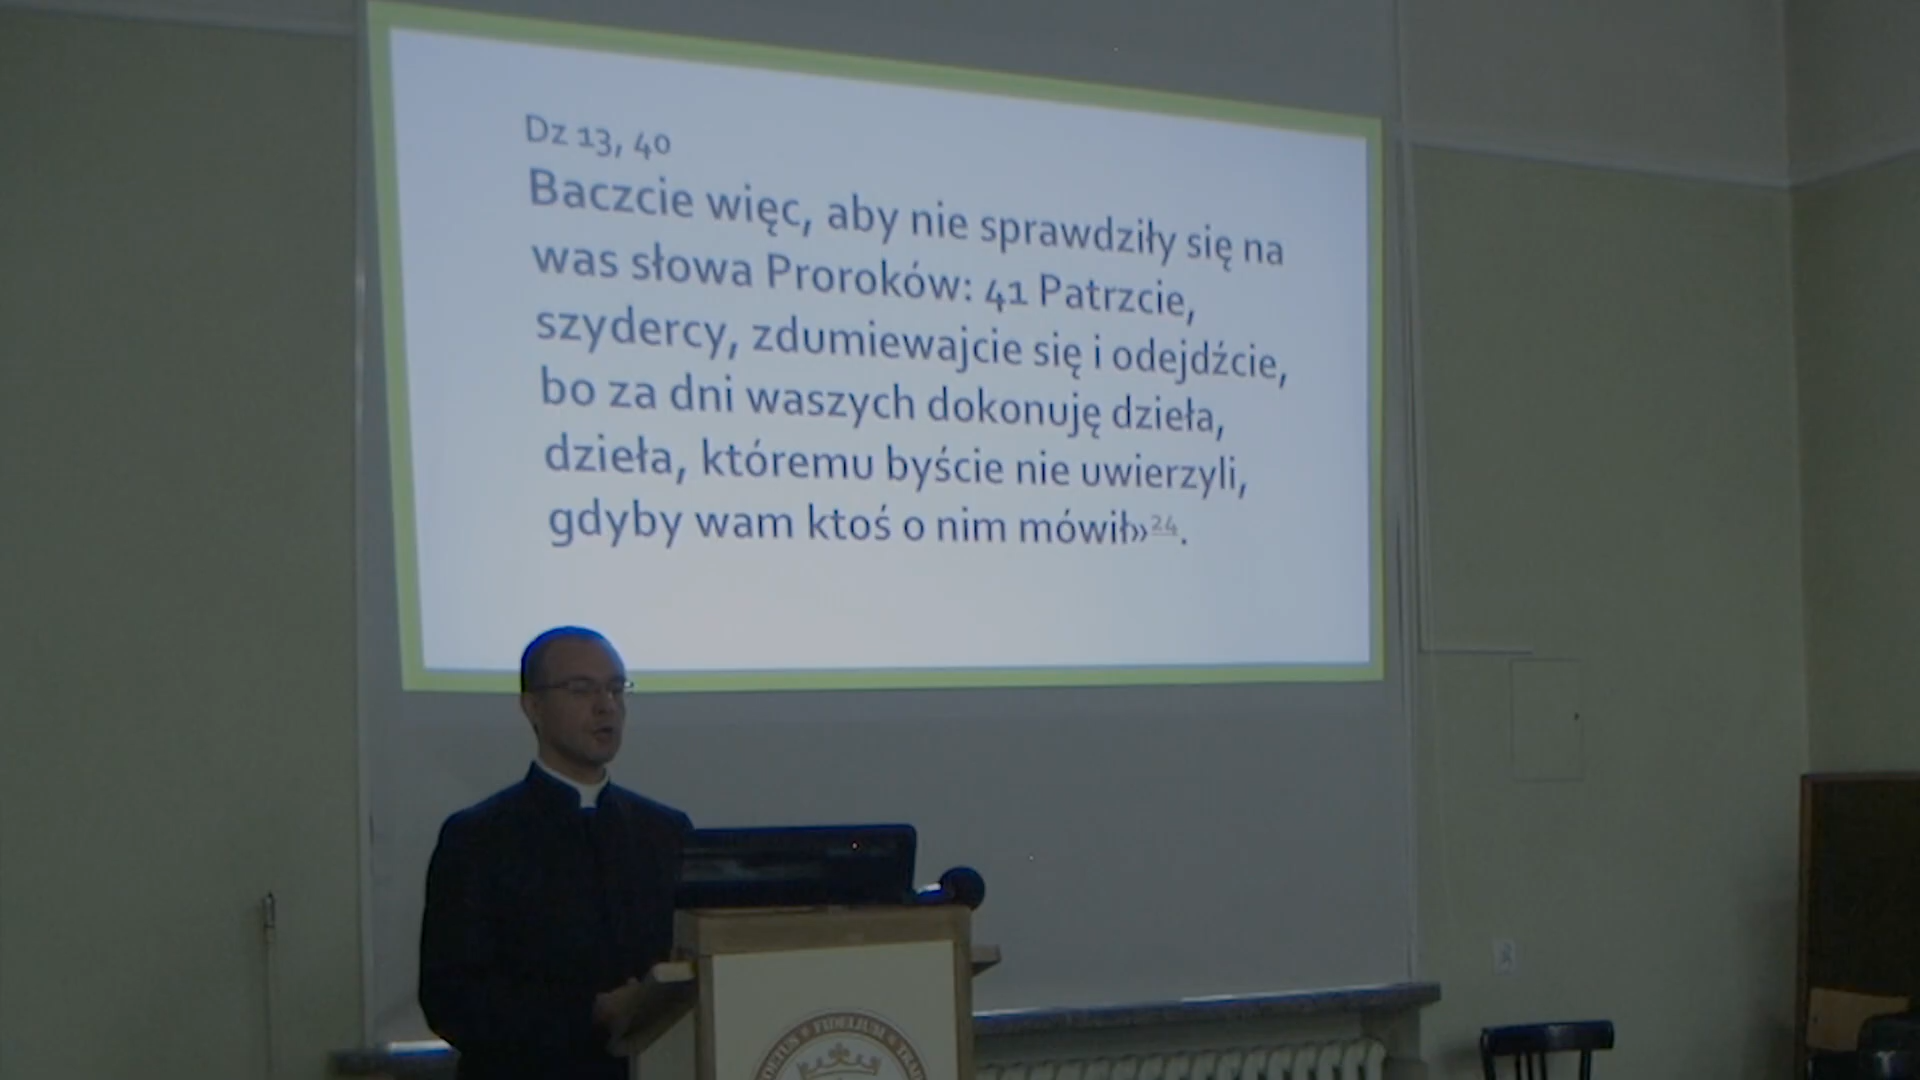 Dz 13, 40
Baczcie więc, aby nie sprawdziły się na
was słowa Proroków: 41 Patrzcie,
szydercy, zdumiewajcie się i odejdźcie,
bo za dni waszych dokonuję dzieła,
dzieła, któremu byście nie uwierzyli,
gdyby wam ktoś o nim mówił»24.
FIDELIUM